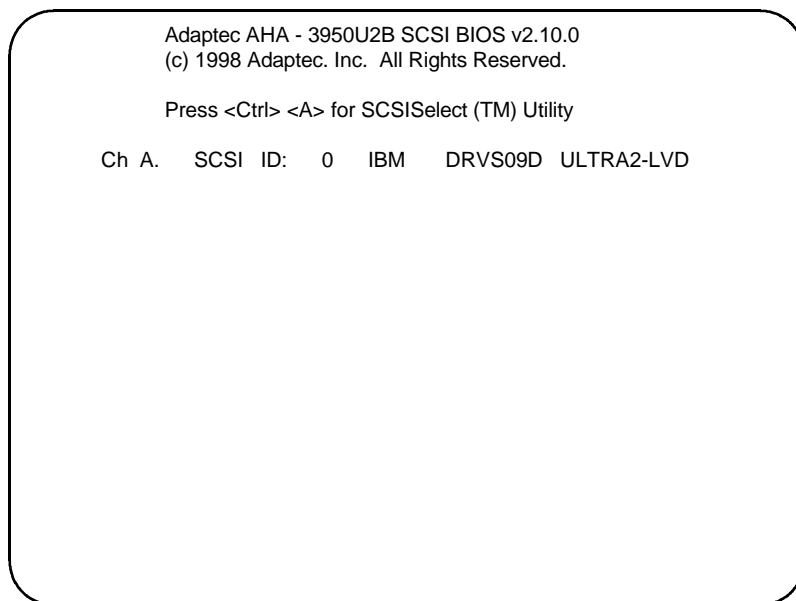 Adaptec AHA - 3950U2B SCSI BIOS v2.10.0
(c) 1998 Adaptec. Inc. All Rights Reserved.
Press <Ctrl> <A> for SCSISelect (TM) Utility
Ch A. SCSI ID: 0 IBM DRVS09D ULTRA2-LVD